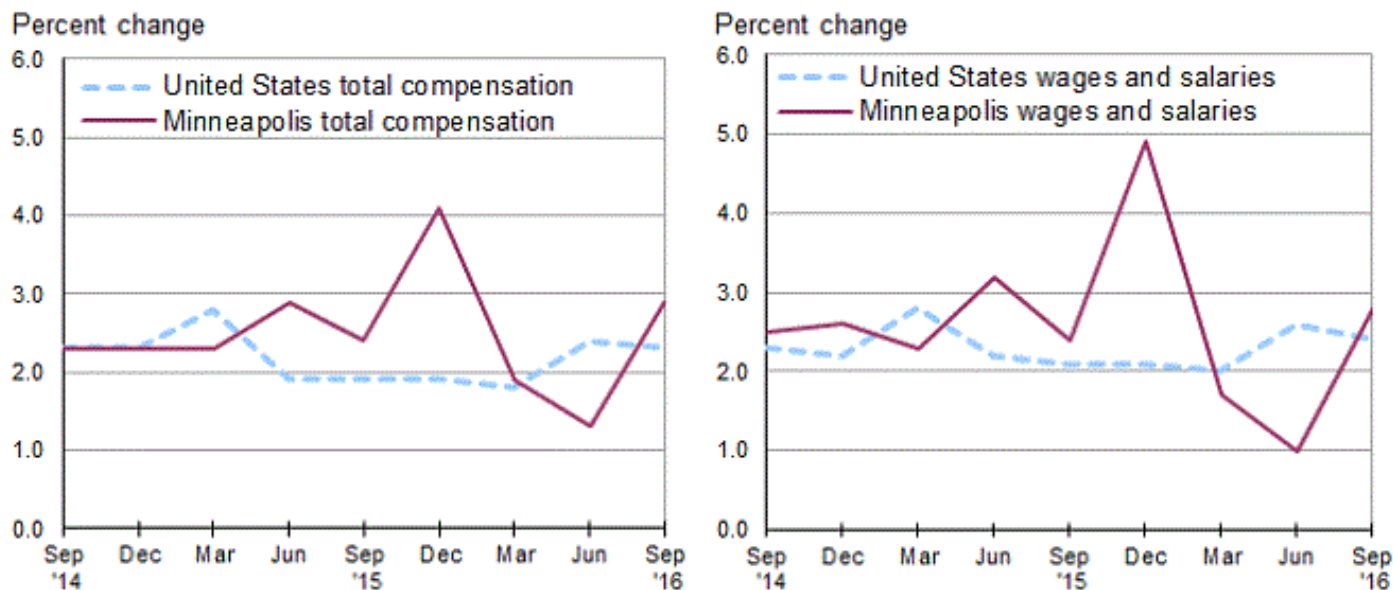 Percent change
6.0
United States total compensation
Minneapolis total compensation
5.0
4.0
3.0
2.0
1.0
0.0
Sep Dec Mar Jun Sep Dec Mar Jun Sep
'14 '15 '16
Percent change
6.0
United States wages and salaries
Minneapolis wages and salaries
5.0
4.0
3.0
2.0
1.0
0.0
Sep Dec Mar Jun Sep Dec Mar Jun Sep
'14 '15 '16